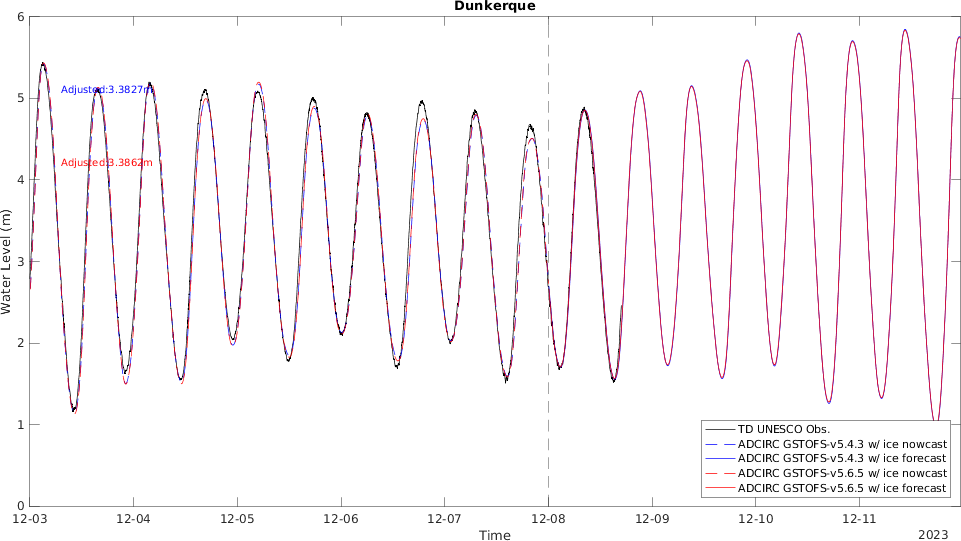 Dunkerque
6
5
4
3
2
1
0
Water Level (m)
Adjusted:3.3827m
Adjusted:3.3862m
TD UNESCO Obs.
ADCIRC GSTOFS-v5.4.3 w/ ice nowcast
ADCIRC GSTOFS-v5.4.3 w/ ice forecast
ADCIRC GSTOFS-v5.6.5 w/ ice nowcast
ADCIRC GSTOFS-v5.6.5 w/ ice forecast
12-03 12-04 12-05 12-06 12-07 12-08 12-09 12-10 12-11
Time
2023